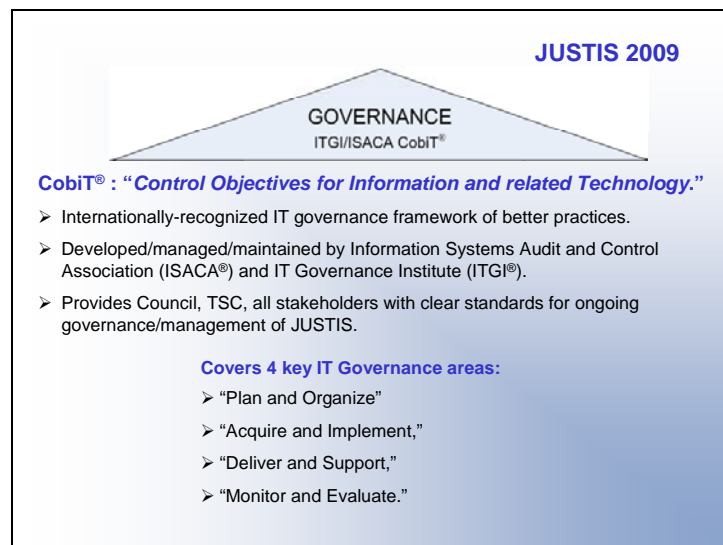 JUSTIS 2009
GOVERNANCE
ITGI/ISACA CobiT®
CobiT® : “Control Objectives for Information and related Technology.”
➢ Internationally-recognized IT governance framework of better practices.
➢ Developed/managed/maintained by Information Systems Audit and Control
Association (ISACA®) and IT Governance Institute (ITGI®).
➢ Provides Council, TSC, all stakeholders with clear standards for ongoing
governance/management of JUSTIS.
Covers 4 key IT Governance areas:
➢ “Plan and Organize”
➢ “Acquire and Implement,”
➢ “Deliver and Support,”
➢ “Monitor and Evaluate.”